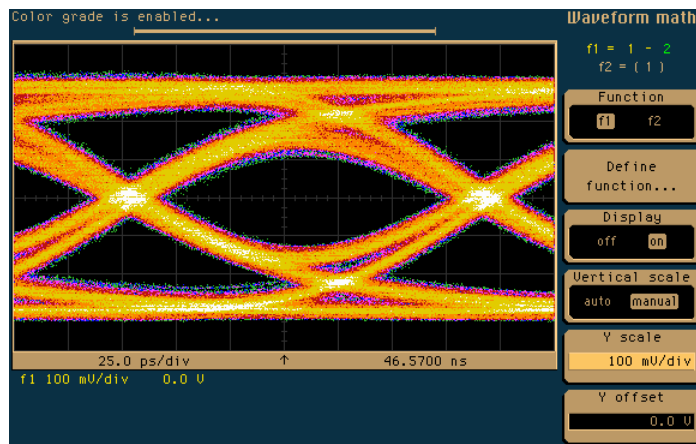 Color grade is enabled...
Waveform math
f1 = 1 - 2
f2 = ( 1 )
Function
f1 f2
Define
function...
Display
off on
Vertical scale
auto manual
Y scale
100 mV/div
Y offset
0.0 V
25.0 ps/div ↑ 46.5700 ns
f1 100 mV/div 0.0 V